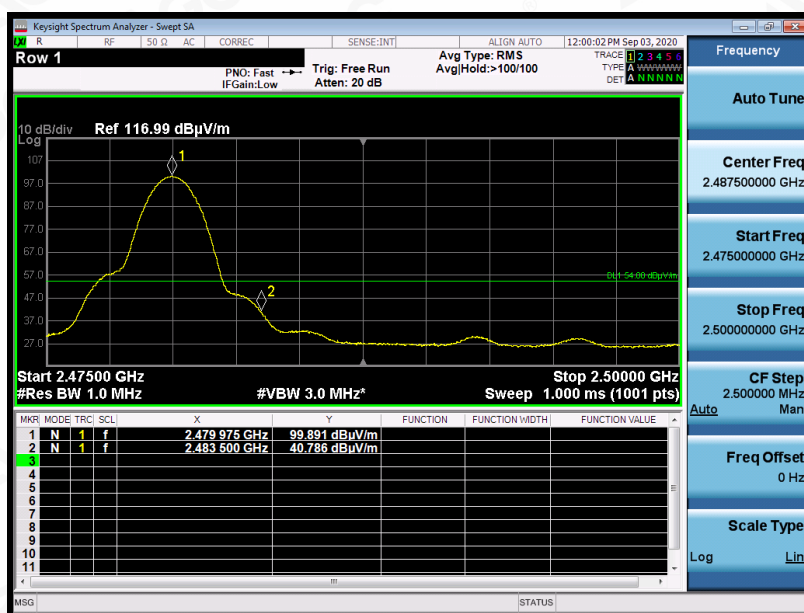 Keysight Spectrum Analyzer - Swept SA
LXI R RF 50 Ω AC CORREC SENSE:INT ALIGN AUTO 12:00:02 PM Sep 03, 2020
Row 1
PNO: Fast
IFGain:Low
Trig: Free Run
Atten: 20 dB
Avg Type: RMS
Avg|Hold:>100/100
TRACE 1 2 3 4 5 6
TYPE A WWWWW
DET A N N N N N
10 dB/div Ref 116.99 dBµV/m
Log
1
107
97.0
87.0
77.0
67.0
57.0
DL1 54.00 dBµV/m
2
47.0
37.0
27.0
Start 2.47500 GHz Stop 2.50000 GHz
#Res BW 1.0 MHz #VBW 3.0 MHz* Sweep 1.000 ms (1001 pts)
MKR MODE TRC SCL X Y FUNCTION FUNCTION WIDTH FUNCTION VALUE
1 N 1 f 2.479 975 GHz 99.891 dBµV/m
2 N 1 f 2.483 500 GHz 40.786 dBµV/m
3
4
5
6
7
8
9
10
11
MSG STATUS
Frequency
Auto Tune
Center Freq
2.487500000 GHz
Start Freq
2.475000000 GHz
Stop Freq
2.500000000 GHz
CF Step
2.500000 MHz
Auto Man
Freq Offset
0 Hz
Scale Type
Log Lin